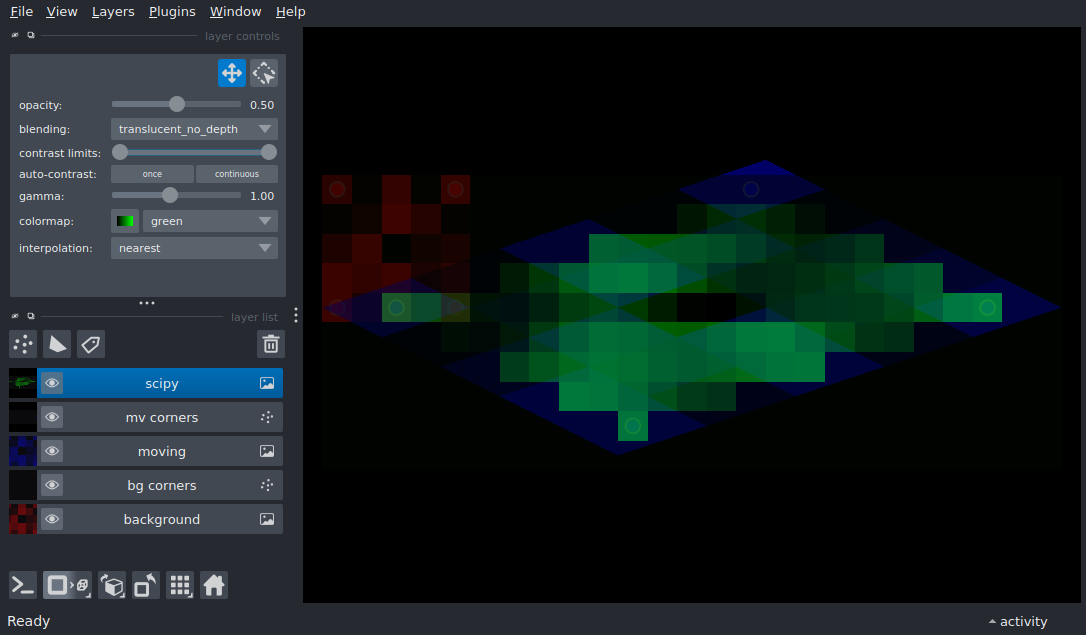 File View Layers Plugins Window Help
layer controls
opacity: 0.50
blending: translucent_no_depth
contrast limits:
auto-contrast: once continuous
gamma: 1.00
colormap: green
interpolation: nearest
layer list
scipy
mv corners
moving
bg corners
background
Ready activity